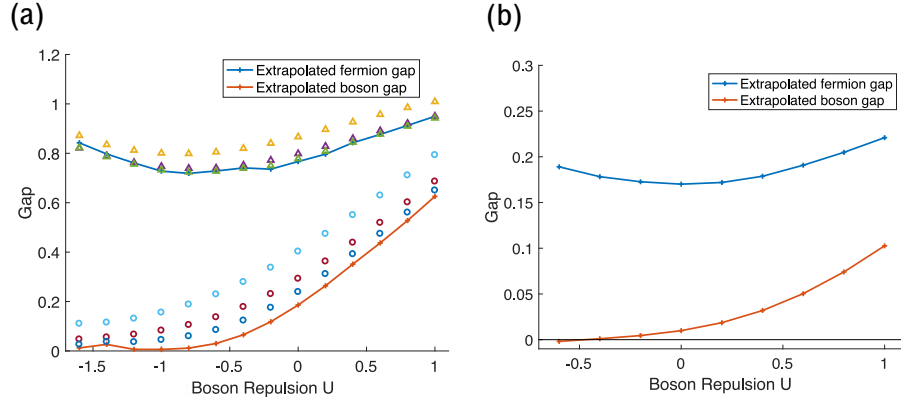 (a)
Extrapolated fermion gap
Extrapolated boson gap
1.2
1
0.8
0.6
0.4
0.2
0
Gap
-1.5
-1
-0.5
0
0.5
1
Boson Repulsion U
(b)
Extrapolated fermion gap
Extrapolated boson gap
0.3
0.25
0.2
0.15
0.1
0.05
0
Gap
-0.5
0
0.5
1
Boson Repulsion U